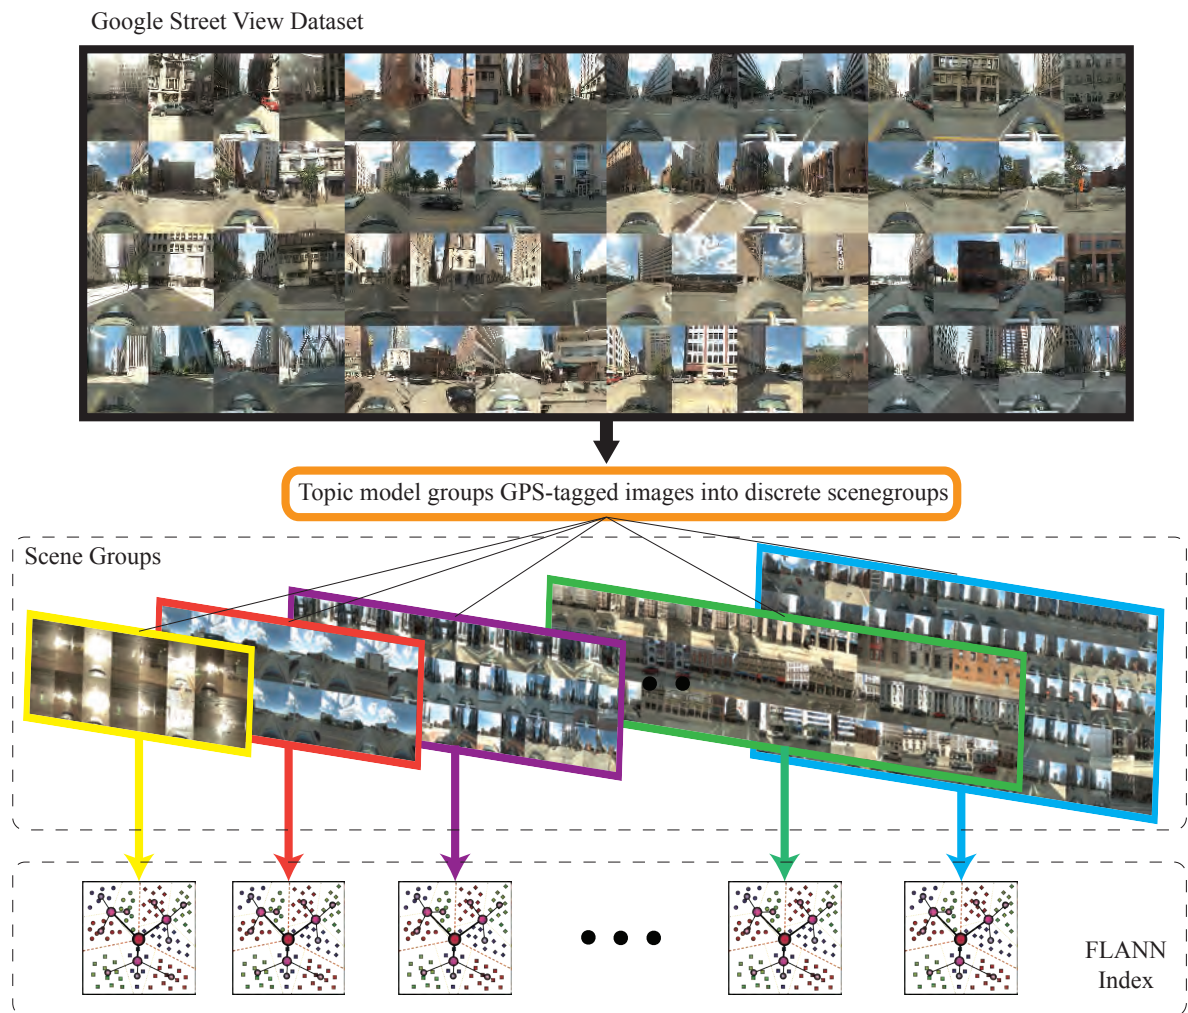 Google Street View Dataset
Topic model groups GPS-tagged images into discrete scenegroups
Scene Groups
FLANN
Index